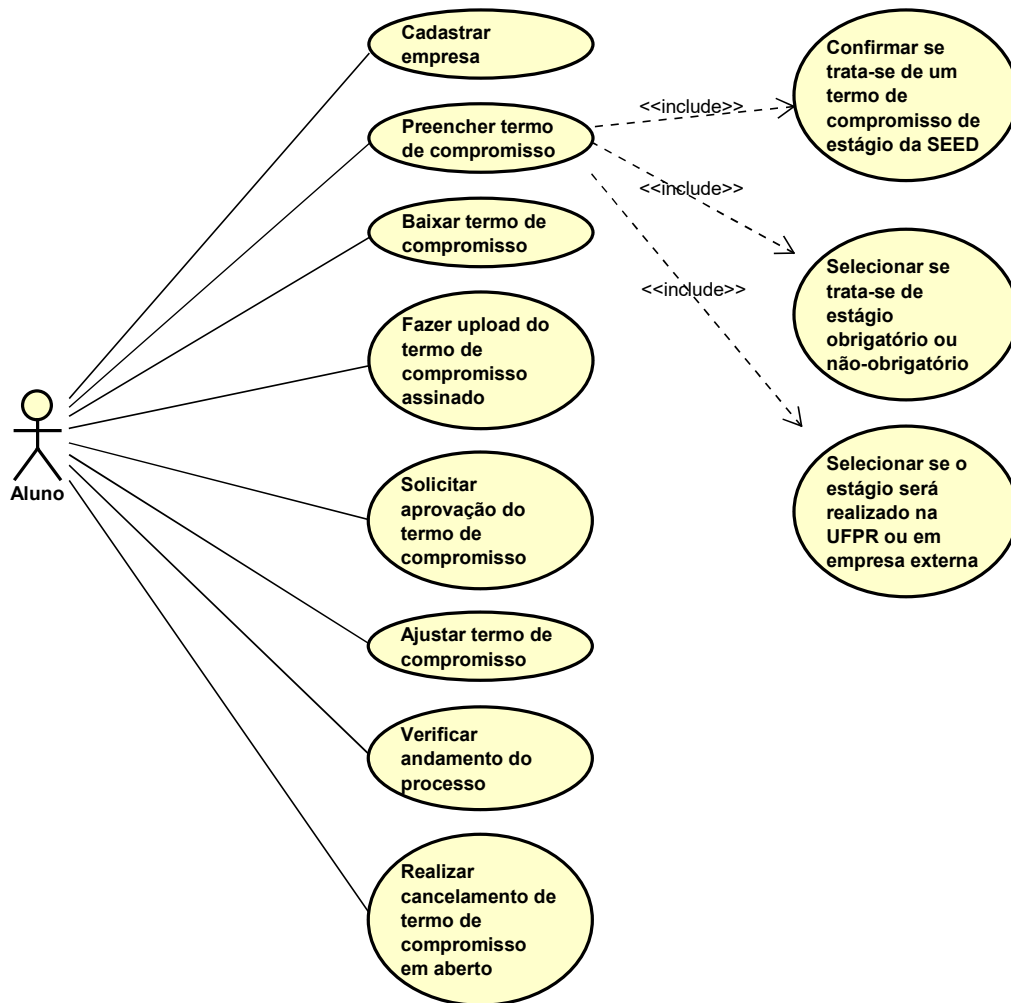 Cadastrar
empresa
Preencher termo
de compromisso
Baixar termo de
compromisso
Fazer upload do
termo de
compromisso
assinado
Solicitar
aprovação do
termo de
compromisso
Ajustar termo de
compromisso
Verificar
andamento do
processo
Realizar
cancelamento de
termo de
compromisso
em aberto
Aluno
<<include>>
<<include>>
<<include>>
Confirmar se
trata-se de um
termo de
compromisso de
estágio da SEED
Selecionar se
trata-se de
estágio
obrigatório ou
não-obrigatório
Selecionar se o
estágio será
realizado na
UFPR ou em
empresa externa